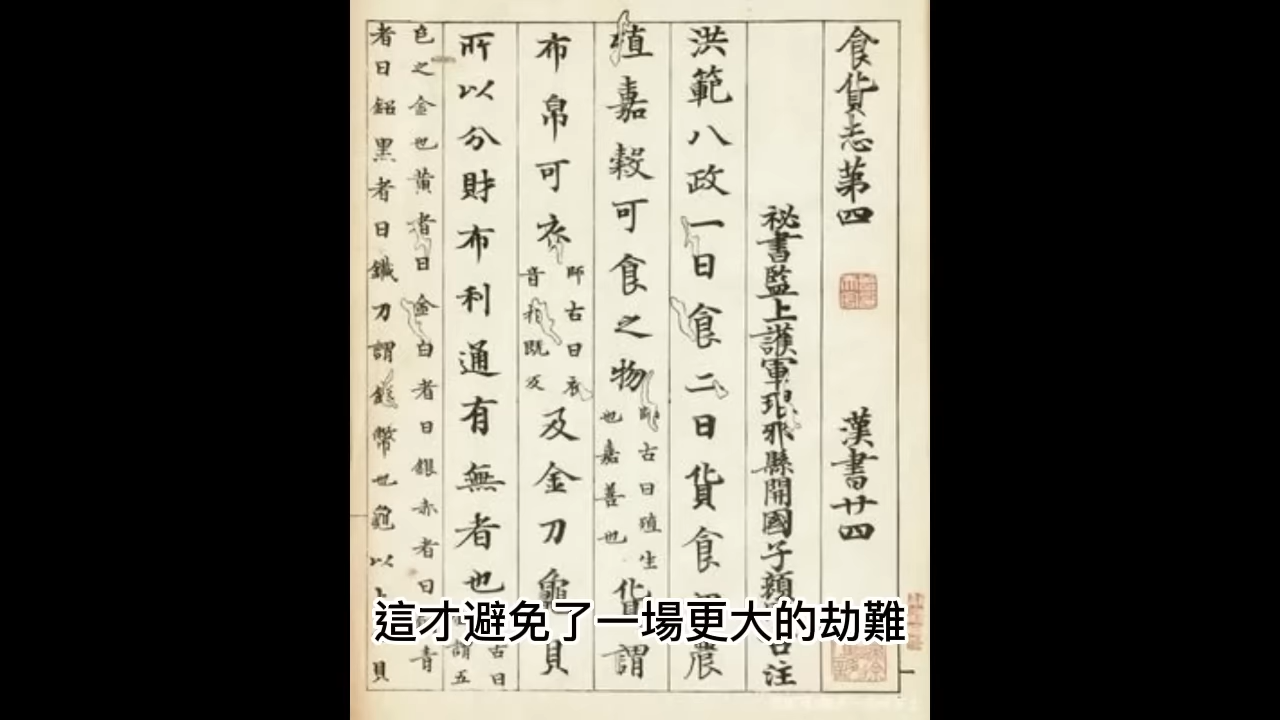 食貨志第四 漢書廿四
祕書監上護軍琅邪縣開國子顏古注
洪範八政一曰食二曰貨食農
殖嘉穀可食之物
師古曰殖生
也嘉善也
貨謂
布帛可衣
師古曰衣
音於既反
及金刀龜貝
所以分財布利通有無者也
古曰
謂五
色之金也黃者曰金白者曰銀赤者曰青
者曰鉛黑者曰鐵刀謂錢幣也龜以卜貝
這才避免了一場更大的劫難